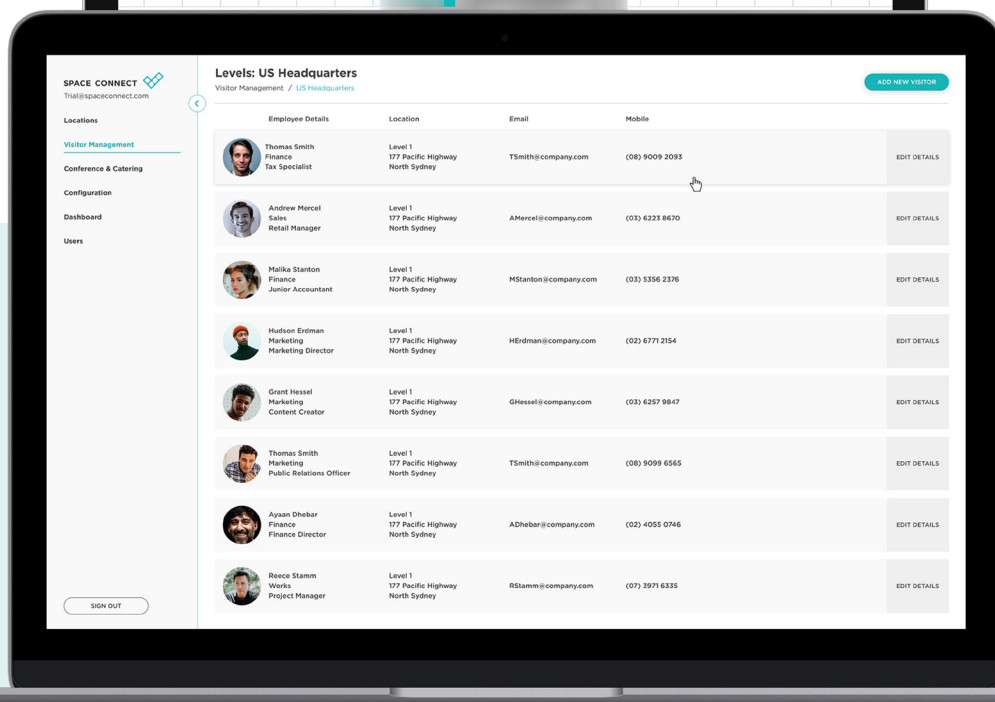 SPACE CONNECT
Trial@spaceconnect.com
Locations
Visitor Management
Conference & Catering
Configuration
Dashboard
Users
SIGN OUT
Levels: US Headquarters
Visitor Management / US Headquarters
ADD NEW VISITOR
Employee Details Location Email Mobile
Thomas Smith
Finance
Tax Specialist
Level 1
177 Pacific Highway
North Sydney
TSmith@company.com
(08) 9009 2093
EDIT DETAILS
Andrew Mercel
Sales
Retail Manager
Level 1
177 Pacific Highway
North Sydney
AMercel@company.com
(03) 6223 8670
EDIT DETAILS
Malika Stanton
Finance
Junior Accountant
Level 1
177 Pacific Highway
North Sydney
MStanton@company.com
(03) 5356 2376
EDIT DETAILS
Hudson Erdman
Marketing
Marketing Director
Level 1
177 Pacific Highway
North Sydney
HErdman@company.com
(02) 6771 2154
EDIT DETAILS
Grant Hessel
Marketing
Content Creator
Level 1
177 Pacific Highway
North Sydney
GHessel@company.com
(03) 6257 9847
EDIT DETAILS
Thomas Smith
Marketing
Public Relations Officer
Level 1
177 Pacific Highway
North Sydney
TSmith@company.com
(08) 9099 6565
EDIT DETAILS
Ayaan Dhebar
Finance
Finance Director
Level 1
177 Pacific Highway
North Sydney
ADhebar@company.com
(02) 4055 0746
EDIT DETAILS
Reece Stamm
Works
Project Manager
Level 1
177 Pacific Highway
North Sydney
RStamm@company.com
(07) 3971 6335
EDIT DETAILS